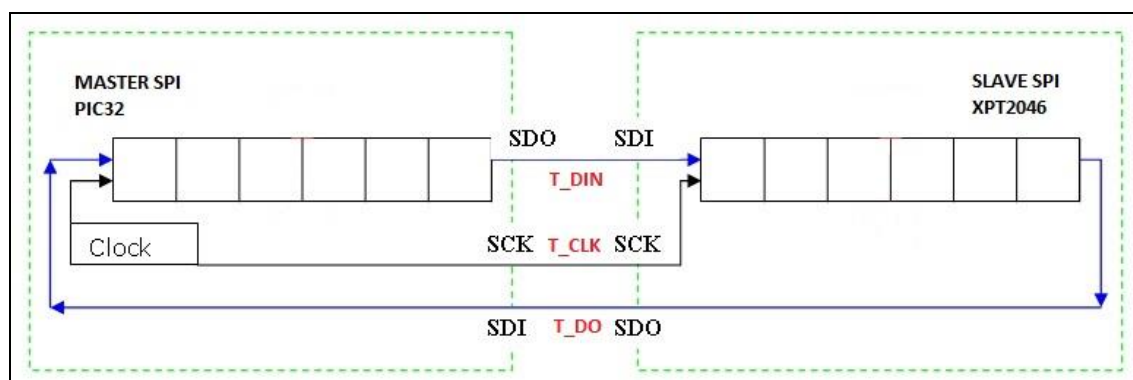 MASTER SPI
PIC32
SLAVE SPI
XPT2046
SDO SDI
T_DIN
Clock
SCK T_CLK SCK
SDI T_DO SDO